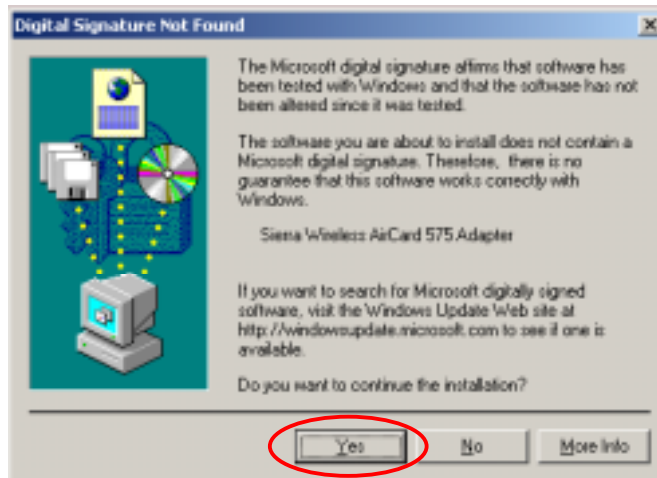 Digital Signature Not Found
The Microsoft digital signature affirms that software has
been tested with Windows and that the software has not
been altered since it was tested.
The software you are about to install does not contain a
Microsoft digital signature. Therefore, there is no
guarantee that this software works correctly with
Windows.
Sierra Wireless AirCard 575 Adapter
If you want to search for Microsoft digitally signed
software, visit the Windows Update Web site at
http://windowsupdate.microsoft.com to see if one is
available.
Do you want to continue the installation?
Yes No More Info